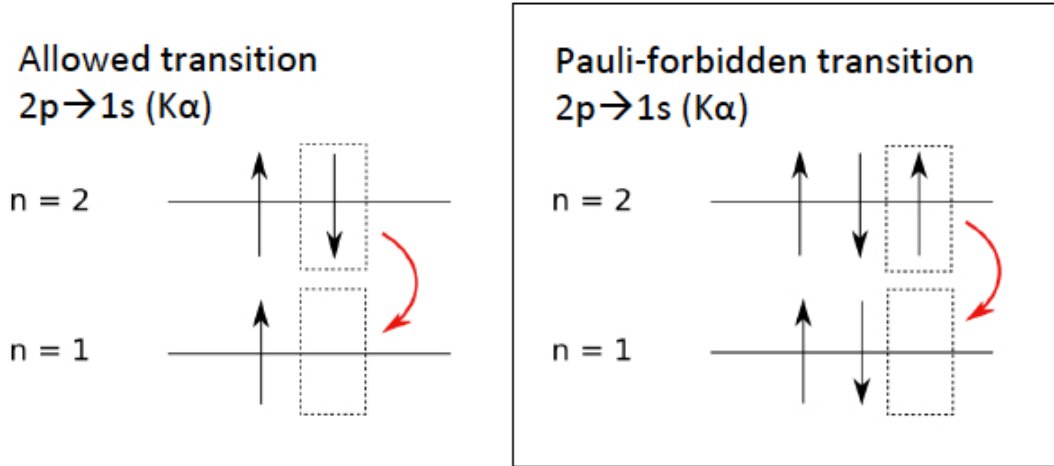 Allowed transition
2p→1s (Kα)
n = 2
n = 1
Pauli-forbidden transition
2p→1s (Kα)
n = 2
n = 1